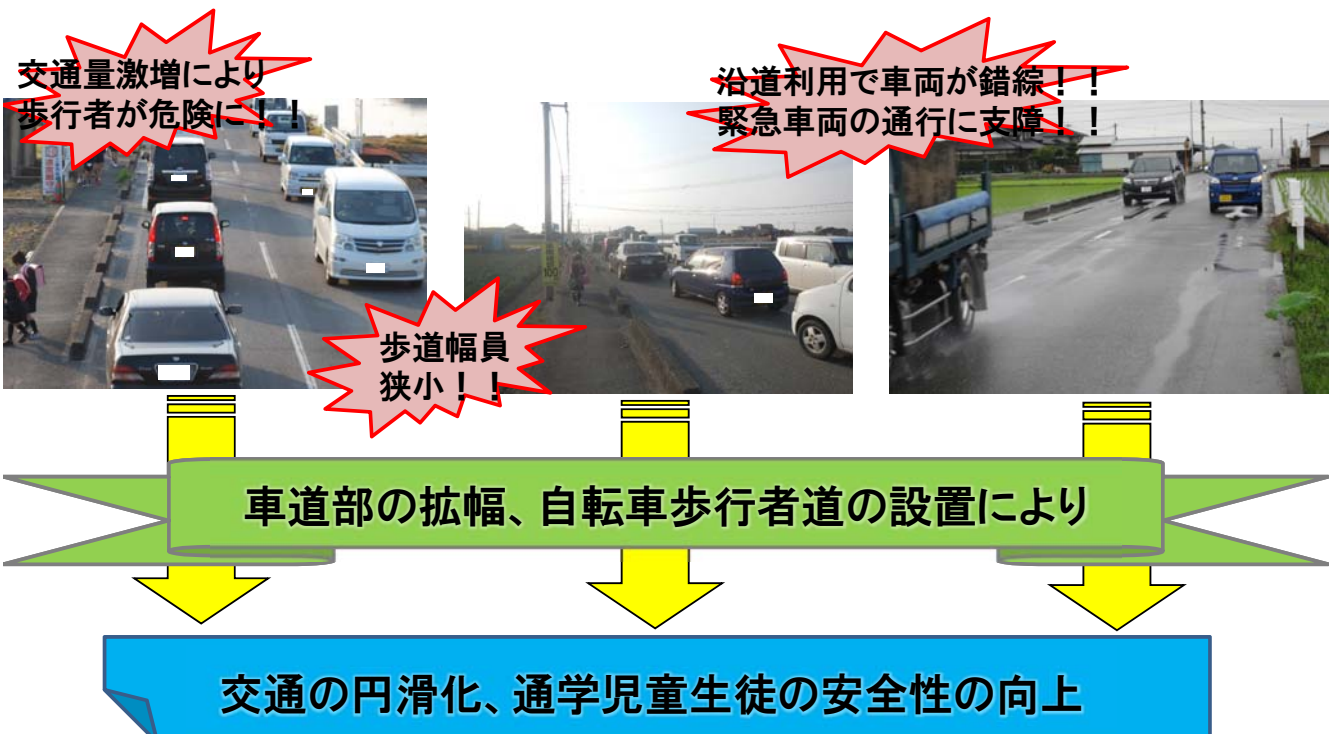 交通量激増により
歩行者が危険に！！
沿道利用で車両が錯綜！！
緊急車両の通行に支障！！
歩道幅員
狭小！！
車道部の拡幅、自転車歩行者道の設置により
交通の円滑化、通学児童生徒の安全性の向上